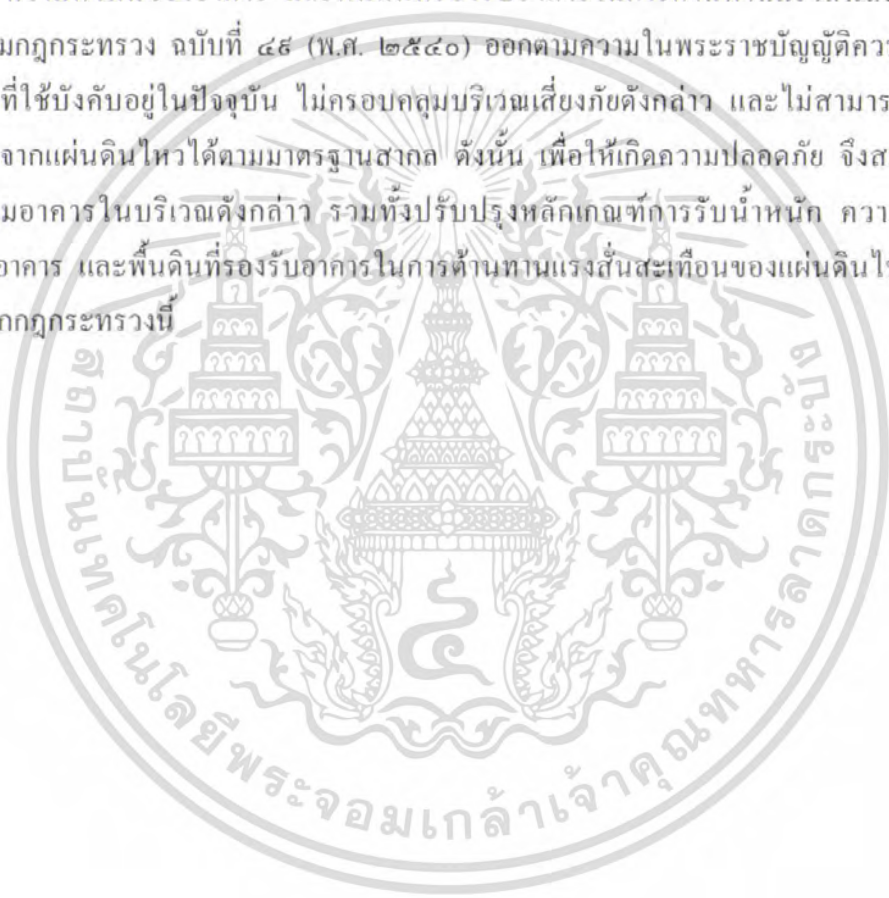 มกฎกระทรวง ฉบับที่ ๔๙ (พ.ศ. ๒๕๔๐) ออกตามความในพระราชบัญญัติคว
ที่ใช้บังคับอยู่ในปัจจุบัน ไม่ครอบคลุมบริเวณเสี่ยงภัยดังกล่าว และไม่สามาร
จากแผ่นดินไหวได้ตามมาตรฐานสากล ดังนั้น เพื่อให้เกิดความปลอดภัย จึงส
มอาคารในบริเวณดังกล่าว รวมทั้งปรับปรุงหลักเกณฑ์การรับน้ำหนัก ควา
อาคาร และพื้นดินที่รองรับอาคารในการต้านทานแรงสั่นสะเทือนของแผ่นดินไ
กกฎกระทรวงนี้
สถาบันเทคโนโลยีพระจอมเกล้าเจ้าคุณทหารลาดกระบัง